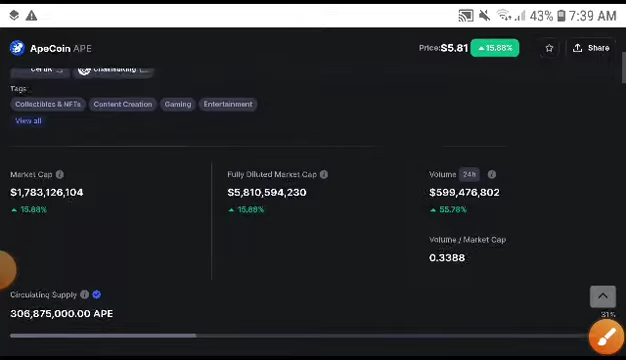 43% 7:39 AM
ApeCoin APE
Price:$5.81 15.88%
Share
Tags
Collectibles & NFTs Content Creation Gaming Entertainment
View all
Market Cap
$1,783,126,104
15.88%
Fully Diluted Market Cap
$5,810,594,230
15.88%
Volume 24h
$599,476,802
55.78%
Volume / Market Cap
0.3388
Circulating Supply
306,875,000.00 APE
31%